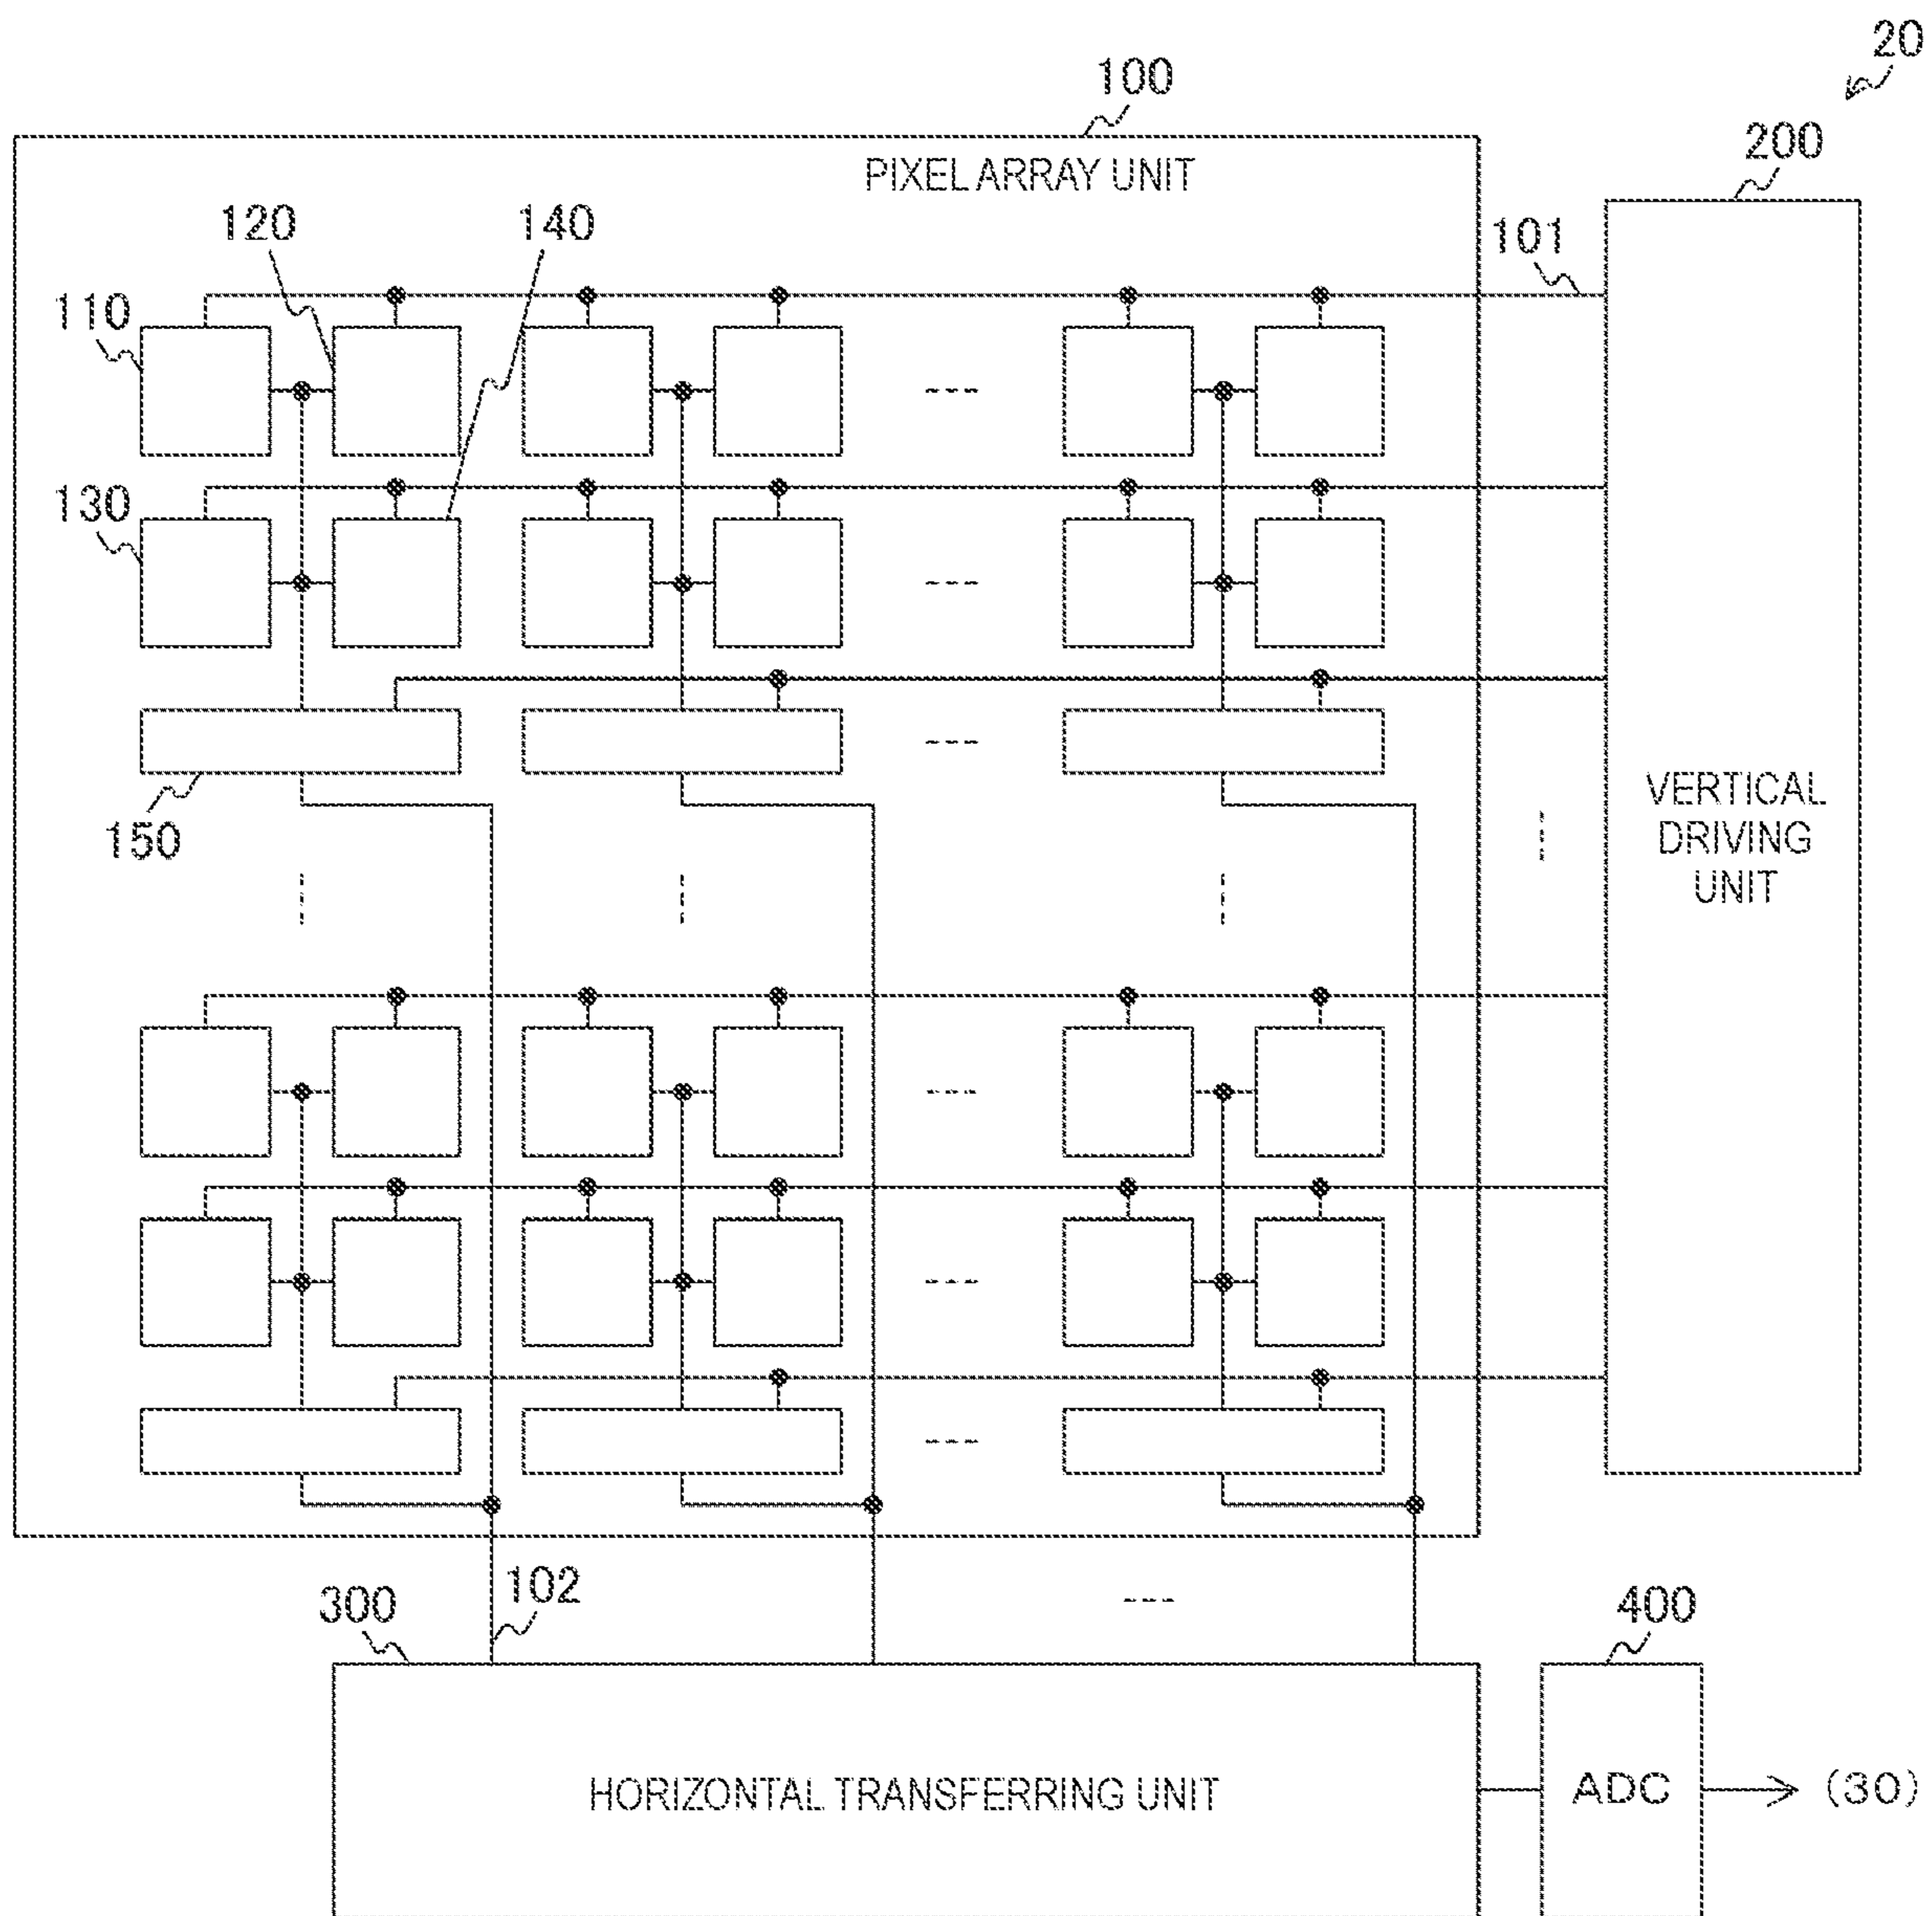 20
100
200
PIXEL ARRAY UNIT
120
140
101
110
130
150
VERTICAL
DRIVING
UNIT
102
300
400
HORIZONTAL TRANSFERRING UNIT
ADC
(30)